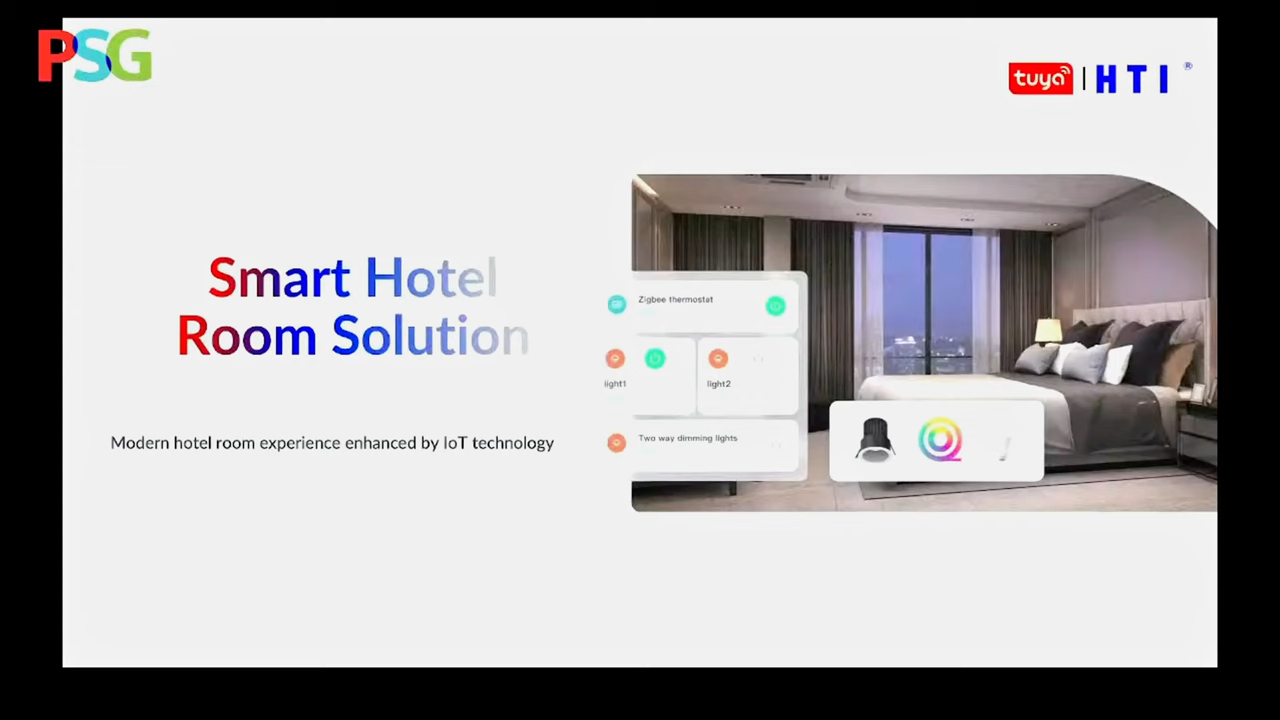 PSG
tuya | HTI ®
Smart Hotel
Room Solution
Modern hotel room experience enhanced by IoT technology
Zigbee thermostat
light1
light2
Two way dimming lights